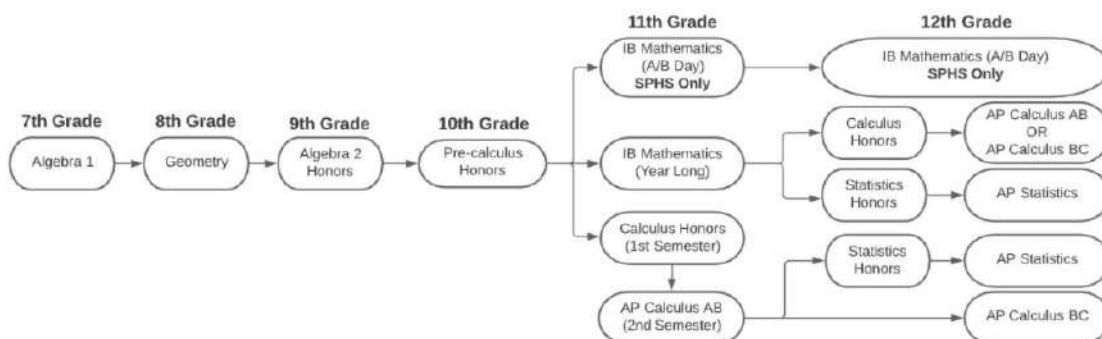 11th Grade
12th Grade
IB Mathematics
(A/B Day)
SPHS Only
IB Mathematics (A/B Day)
SPHS Only
7th Grade
8th Grade
9th Grade
10th Grade
Algebra 1
Geometry
Algebra 2
Honors
Pre-calculus
Honors
IB Mathematics
(Year Long)
Calculus
Honors
AP Calculus AB
OR
AP Calculus BC
Statistics
Honors
AP Statistics
Calculus Honors
(1st Semester)
Statistics
Honors
AP Statistics
AP Calculus AB
(2nd Semester)
AP Calculus BC